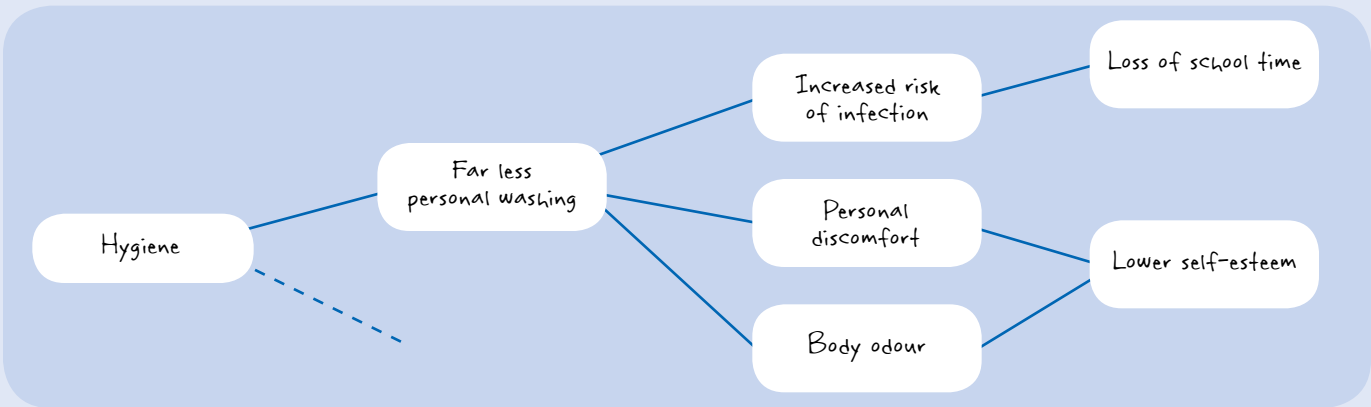 Hygiene
Far less
personal washing
Increased risk
of infection
Personal
discomfort
Body odour
Loss of school time
Lower self-esteem